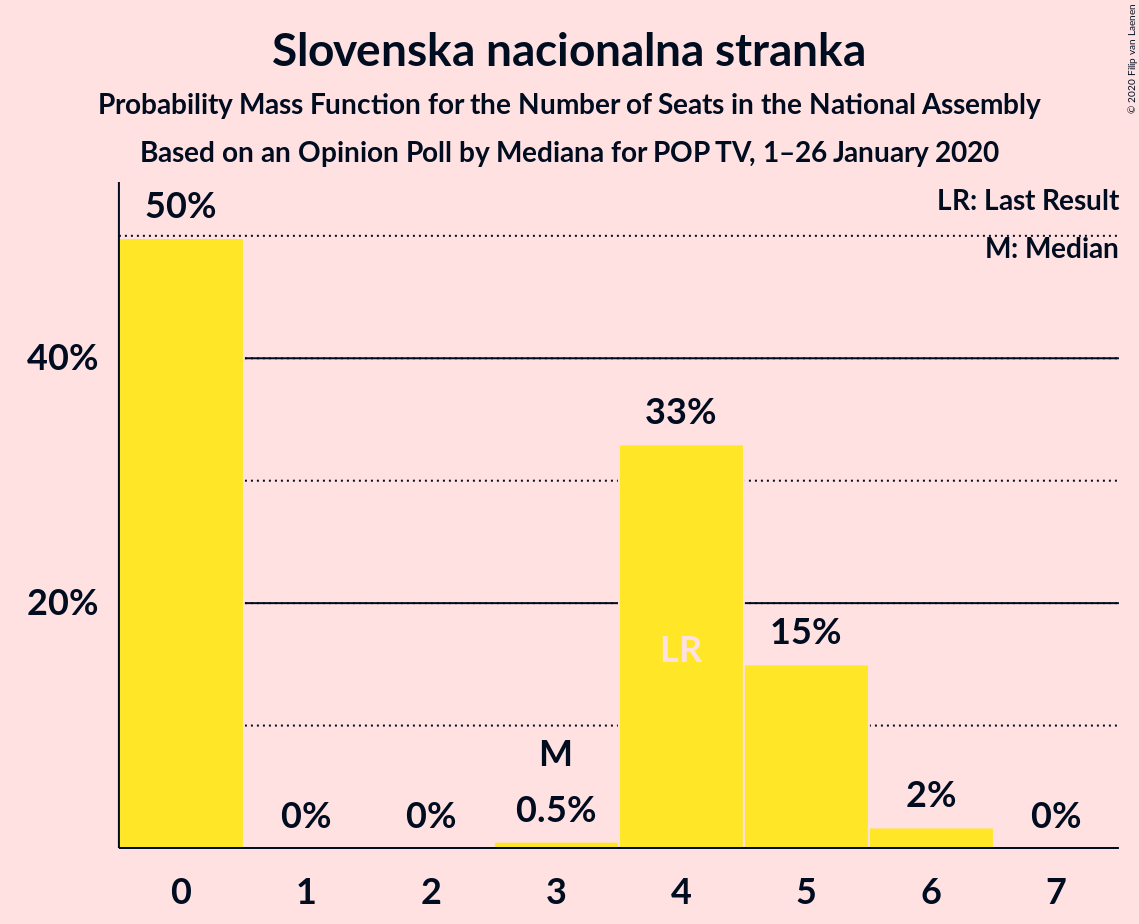 Slovenska nacionalna stranka
Probability Mass Function for the Number of Seats in the National Assembly
Based on an Opinion Poll by Mediana for POP TV, 1–26 January 2020
© 2020 Filip van Laenen
LR: Last Result
M: Median
50%
40%
33%
20%
15%
LR
M
0%
0%
0.5%
2%
0%
0 1 2 3 4 5 6 7